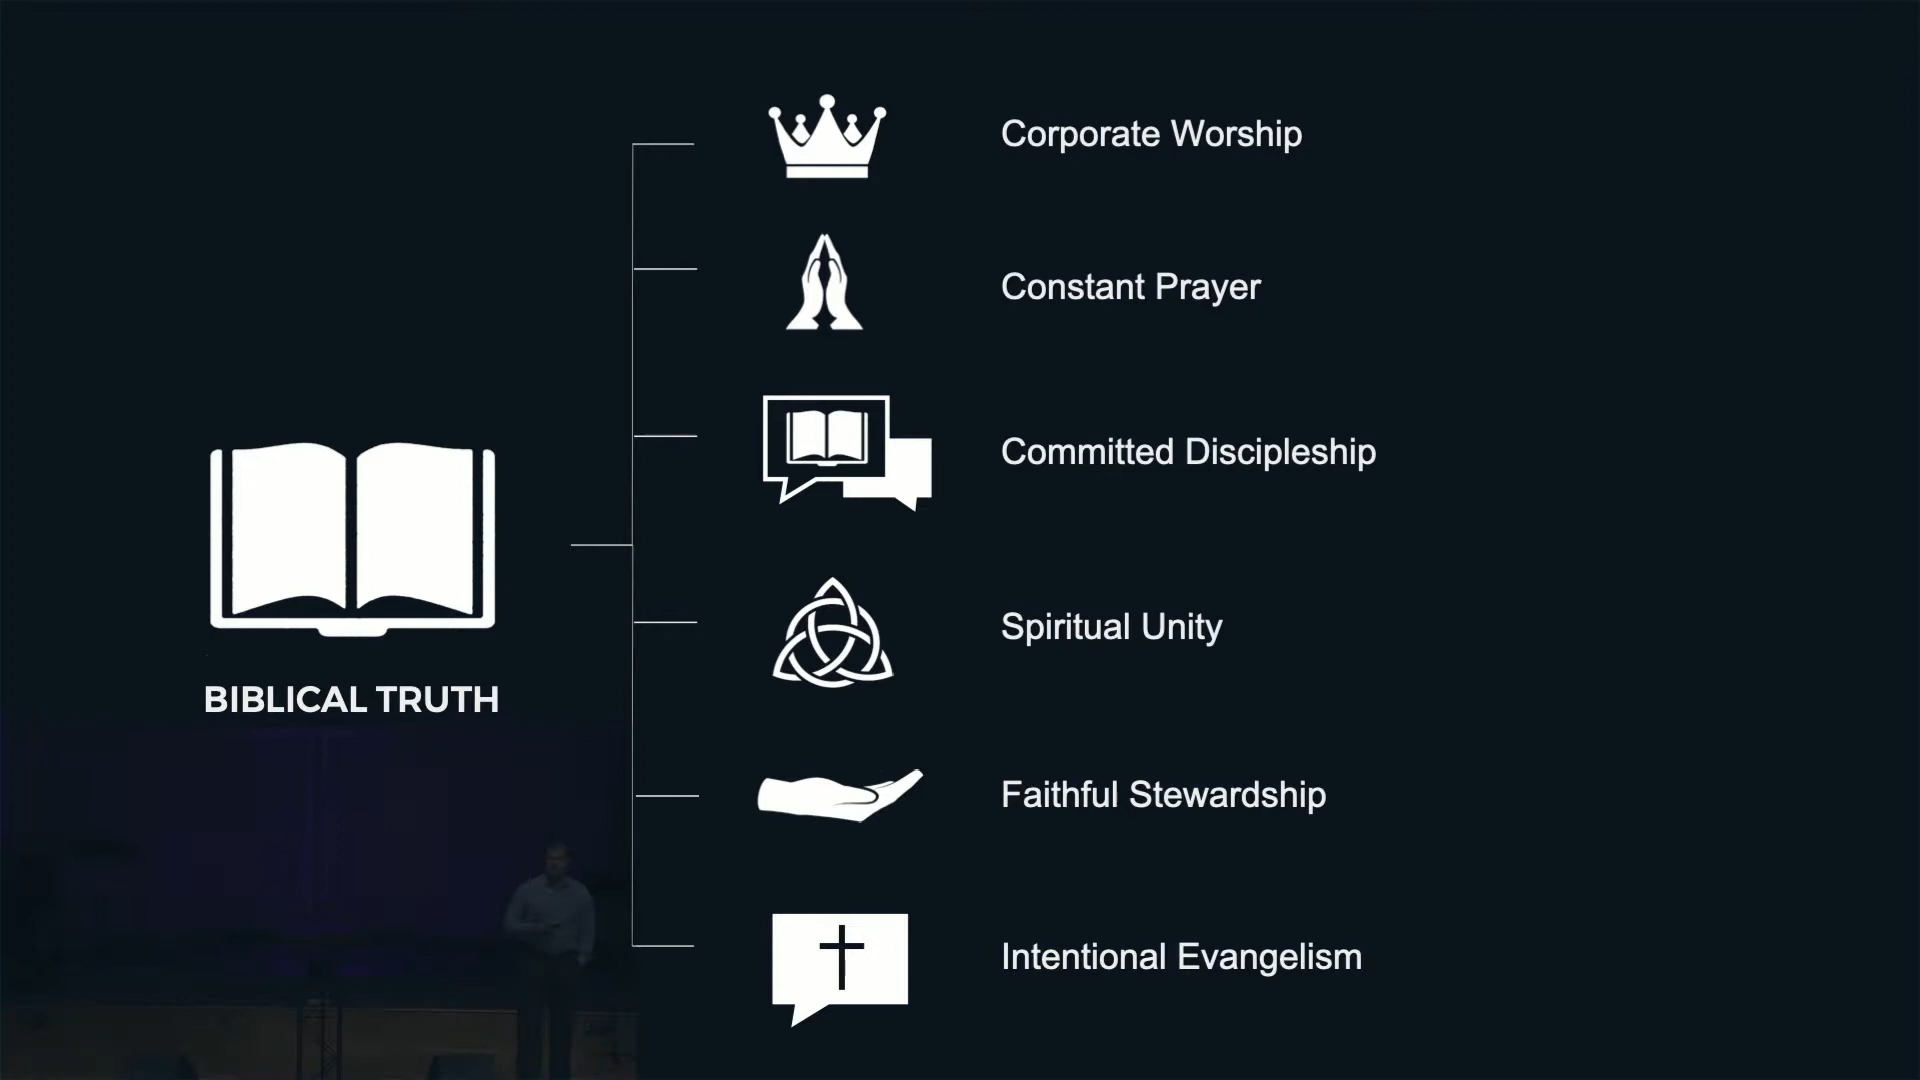 Corporate Worship
Constant Prayer
Committed Discipleship
Spiritual Unity
BIBLICAL TRUTH
Faithful Stewardship
Intentional Evangelism